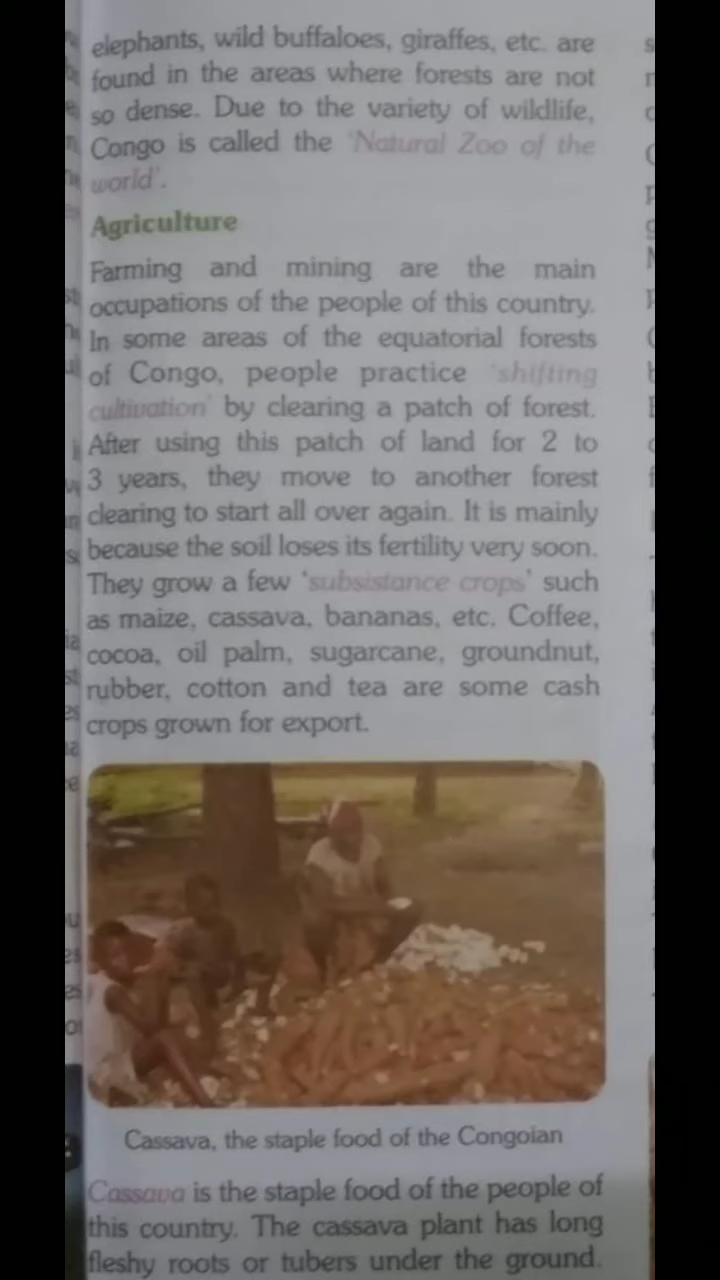 elephants, wild buffaloes, giraffes, etc. are
found in the areas where forests are not
so dense. Due to the variety of wildlife,
Congo is called the 'Natural Zoo of the
world'.
Agriculture
Farming and mining are the main
occupations of the people of this country.
In some areas of the equatorial forests
of Congo, people practice 'shifting
cultivation' by clearing a patch of forest.
After using this patch of land for 2 to
3 years, they move to another forest
clearing to start all over again. It is mainly
because the soil loses its fertility very soon.
They grow a few 'subsistance crops' such
as maize, cassava, bananas, etc. Coffee,
cocoa, oil palm, sugarcane, groundnut,
rubber, cotton and tea are some cash
crops grown for export.
Cassava, the staple food of the Congoian
Cassava is the staple food of the people of
this country. The cassava plant has long
fleshy roots or tubers under the ground.